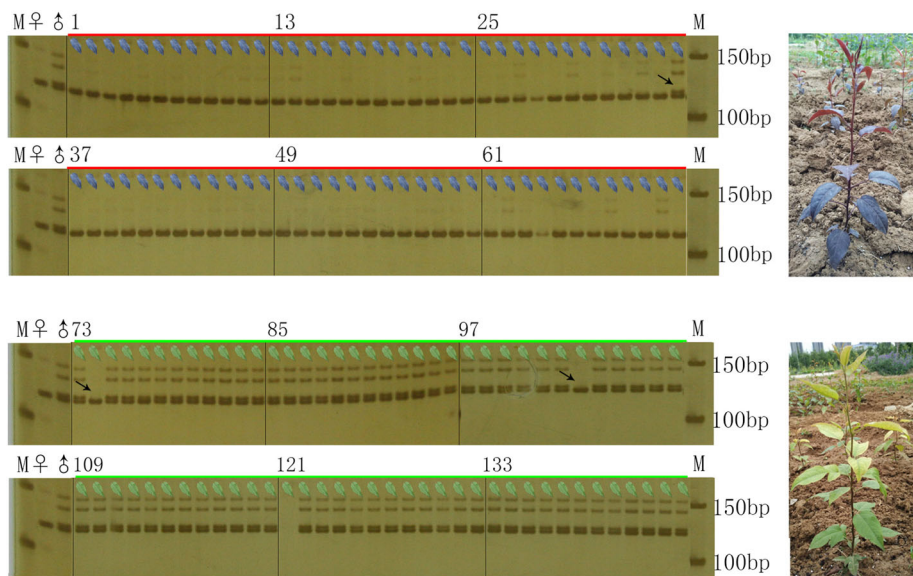 M♀ ♂ 1 13 25 M
150bp
100bp
M♀ ♂ 37 49 61 M
150bp
100bp
M♀ ♂ 73 85 97 M
150bp
100bp
M♀ ♂ 109 121 133 M
150bp
100bp